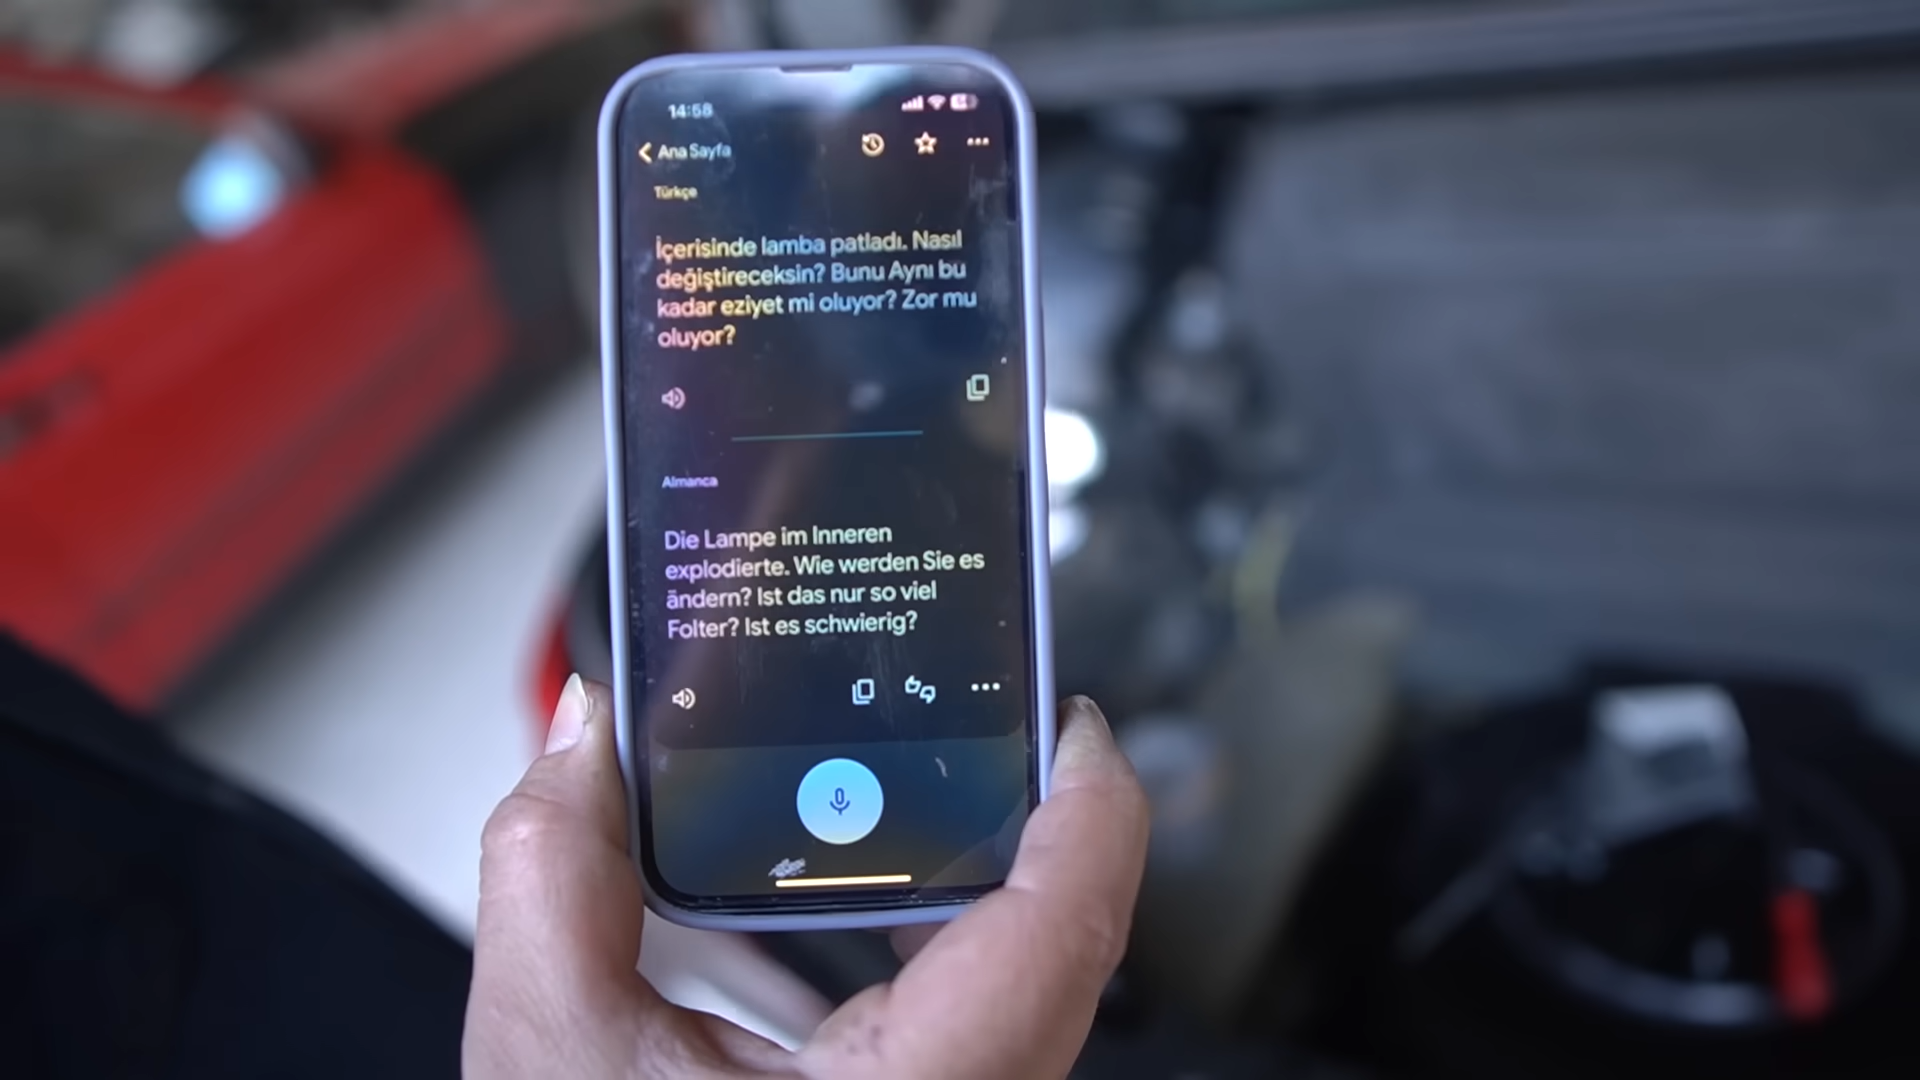 14:58
Ana Sayfa
Türkçe
İçerisinde lamba patladı. Nasıl
değiştireceksin? Bunu Aynı bu
kadar eziyet mi oluyor? Zor mu
oluyor?
Almanca
Die Lampe im Inneren
explodierte. Wie werden Sie es
ändern? Ist das nur so viel
Folter? Ist es schwierig?